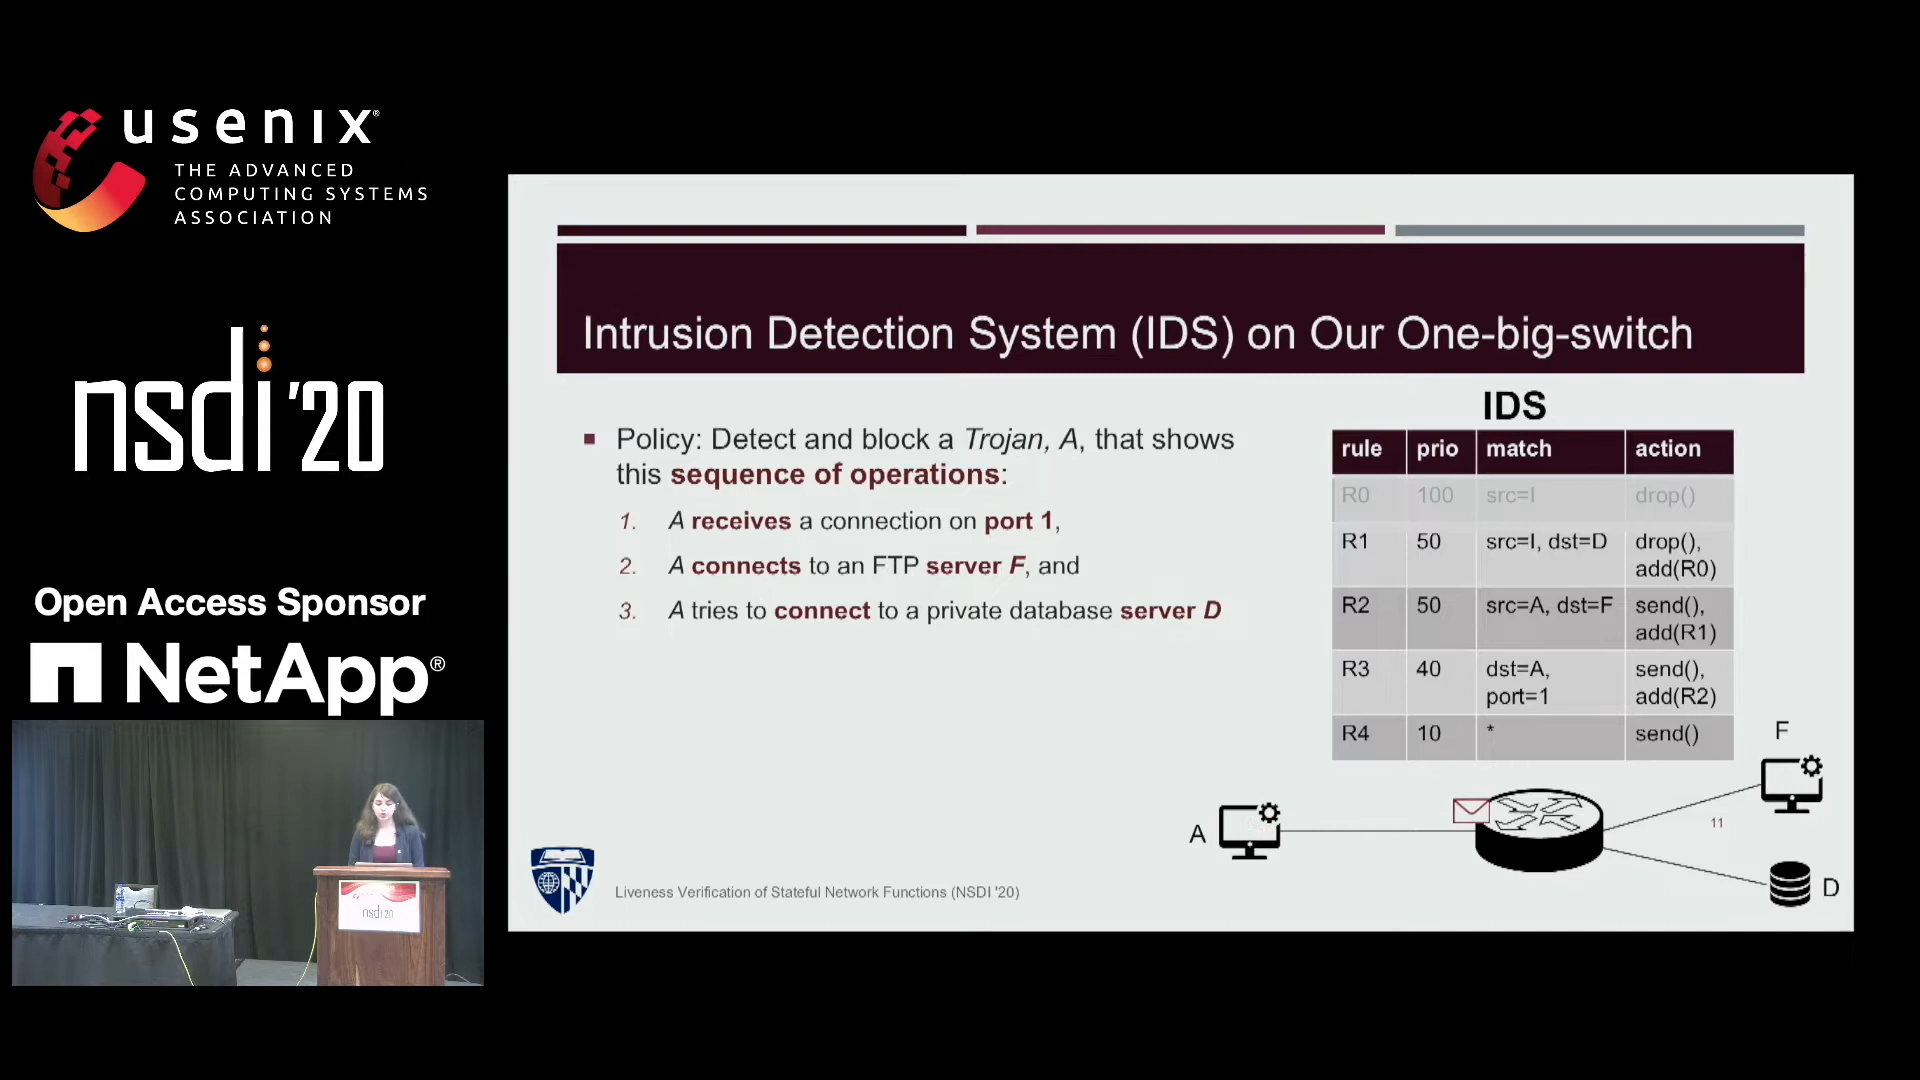 usenix®
THE ADVANCED
COMPUTING SYSTEMS
ASSOCIATION
nsdi '20
Open Access Sponsor
NetApp®
nsdi'20
Intrusion Detection System (IDS) on Our One-big-switch
Policy: Detect and block a Trojan, A, that shows
this sequence of operations:
1. A receives a connection on port 1,
2. A connects to an FTP server F, and
3. A tries to connect to a private database server D
IDS
rule prio match action
R0 100 src=I drop()
R1 50 src=I, dst=D drop(),
add(R0)
R2 50 src=A, dst=F send(),
add(R1)
R3 40 dst=A, send(),
port=1 add(R2)
R4 10 * send()
F
A
11
D
Liveness Verification of Stateful Network Functions (NSDI '20)